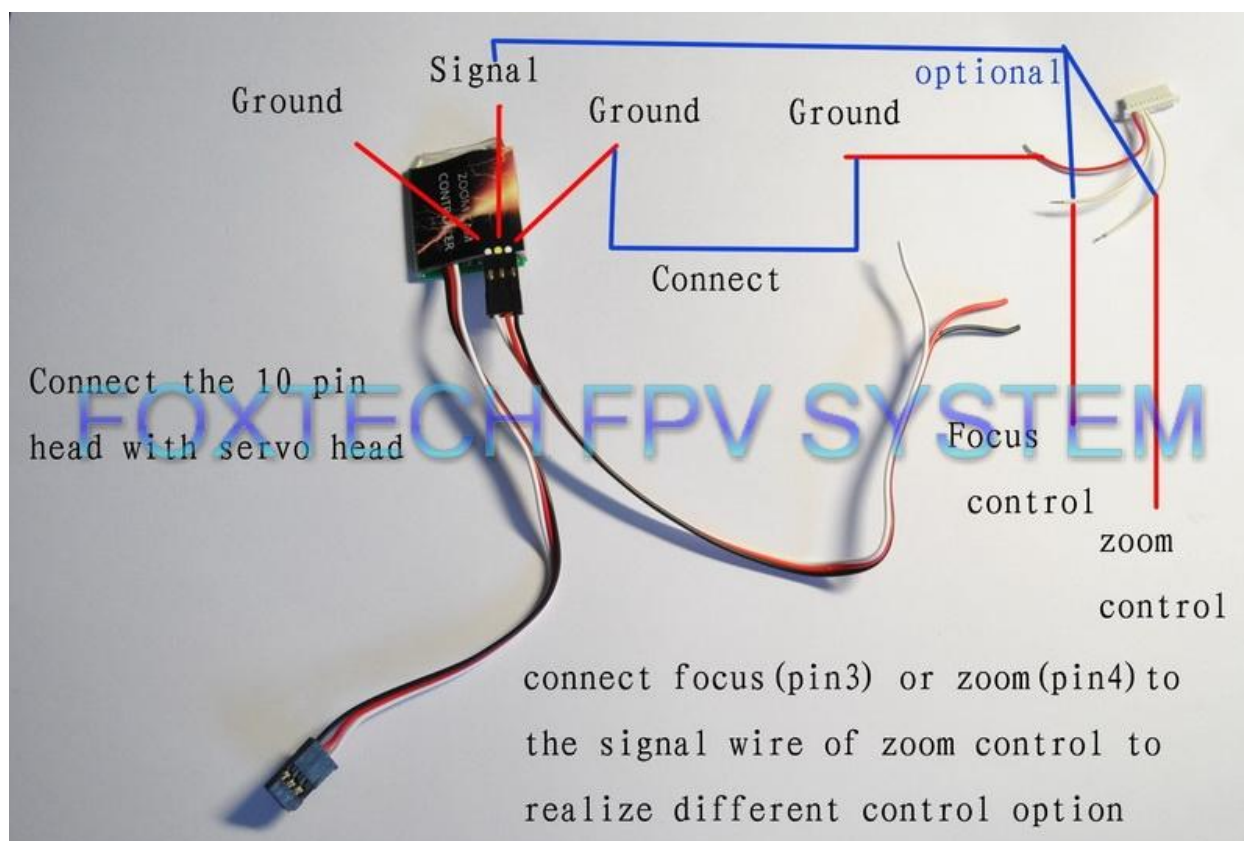 Signal
optional
Ground
Ground
Ground
ZOOM
CONTR
Connect
Connect the 10 pin
head with servo head
FOXTECH FPV SYSTEM
Focus
control
zoom
control
connect focus(pin3) or zoom(pin4)to
the signal wire of zoom control to
realize different control option